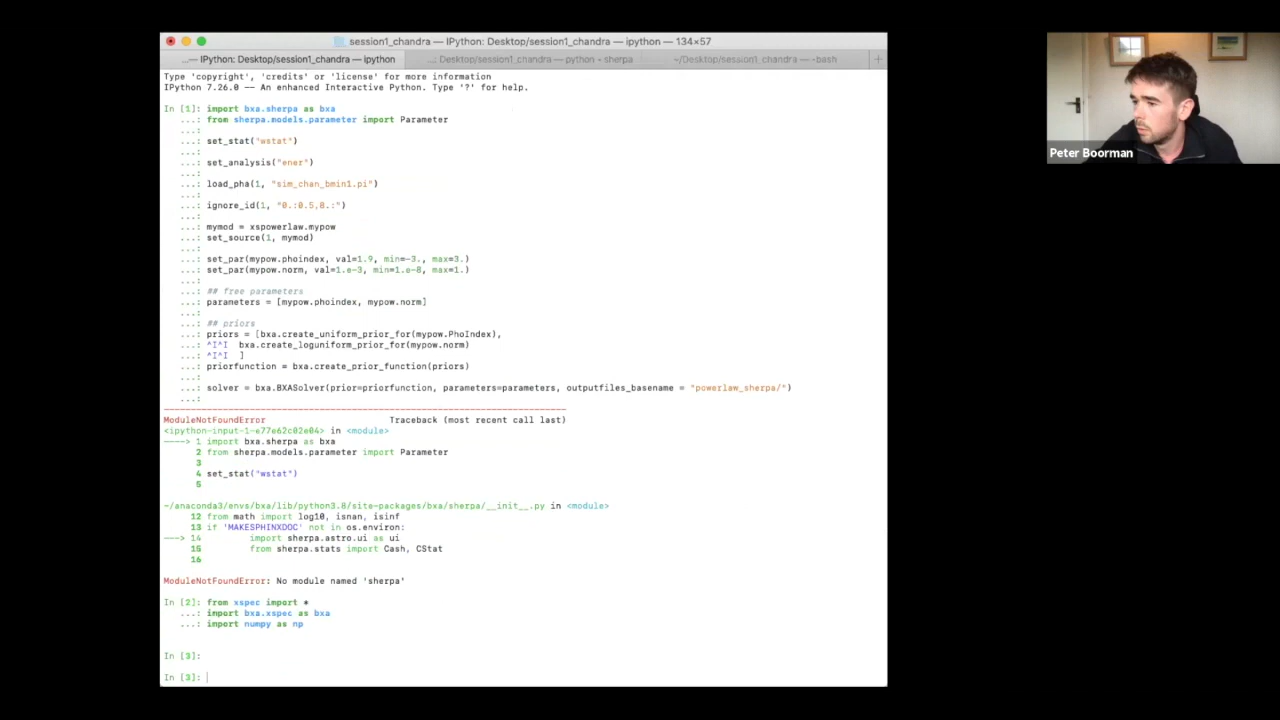 session1_chandra — IPython: Desktop/session1_chandra — ipython — 134×57
...— IPython: Desktop/session1_chandra — ipython
...: Desktop/session1_chandra — python - sherpa
~/Desktop/session1_chandra — -bash
Type 'copyright', 'credits' or 'license' for more information
IPython 7.26.0 -- An enhanced Interactive Python. Type '?' for help.
In [1]: import bxa.sherpa as bxa
...: from sherpa.models.parameter import Parameter
...:
...: set_stat("wstat")
...:
...: set_analysis("ener")
...:
...: load_pha(1, "sim_chan_bmin1.pi")
...:
...: ignore_id(1, "0.:0.5,8.:")
...:
...: mymod = xspowerlaw.mypow
...: set_source(1, mymod)
...:
...: set_par(mypow.phoindex, val=1.9, min=-3., max=3.)
...: set_par(mypow.norm, val=1.e-3, min=1.e-8, max=1.)
...:
...: ## free parameters
...: parameters = [mypow.phoindex, mypow.norm]
...:
...: ## priors
...: priors = [bxa.create_uniform_prior_for(mypow.PhoIndex),
...: ^I^I  bxa.create_loguniform_prior_for(mypow.norm)
...: ^I^I  ]
...: priorfunction = bxa.create_prior_function(priors)
...:
...: solver = bxa.BXASolver(prior=priorfunction, parameters=parameters, outputfiles_basename = "powerlaw_sherpa/")
...:
ModuleNotFoundError Traceback (most recent call last)
<ipython-input-1-e77e62c02e04> in <module>
----> 1 import bxa.sherpa as bxa
2 from sherpa.models.parameter import Parameter
3
4 set_stat("wstat")
5
~/anaconda3/envs/bxa/lib/python3.8/site-packages/bxa/sherpa/__init__.py in <module>
12 from math import log10, isnan, isinf
13 if 'MAKESPHINXDOC' not in os.environ:
---> 14 import sherpa.astro.ui as ui
15 from sherpa.stats import Cash, CStat
16
ModuleNotFoundError: No module named 'sherpa'
In [2]: from xspec import *
...: import bxa.xspec as bxa
...: import numpy as np
In [3]:
In [3]:
Peter Boorman